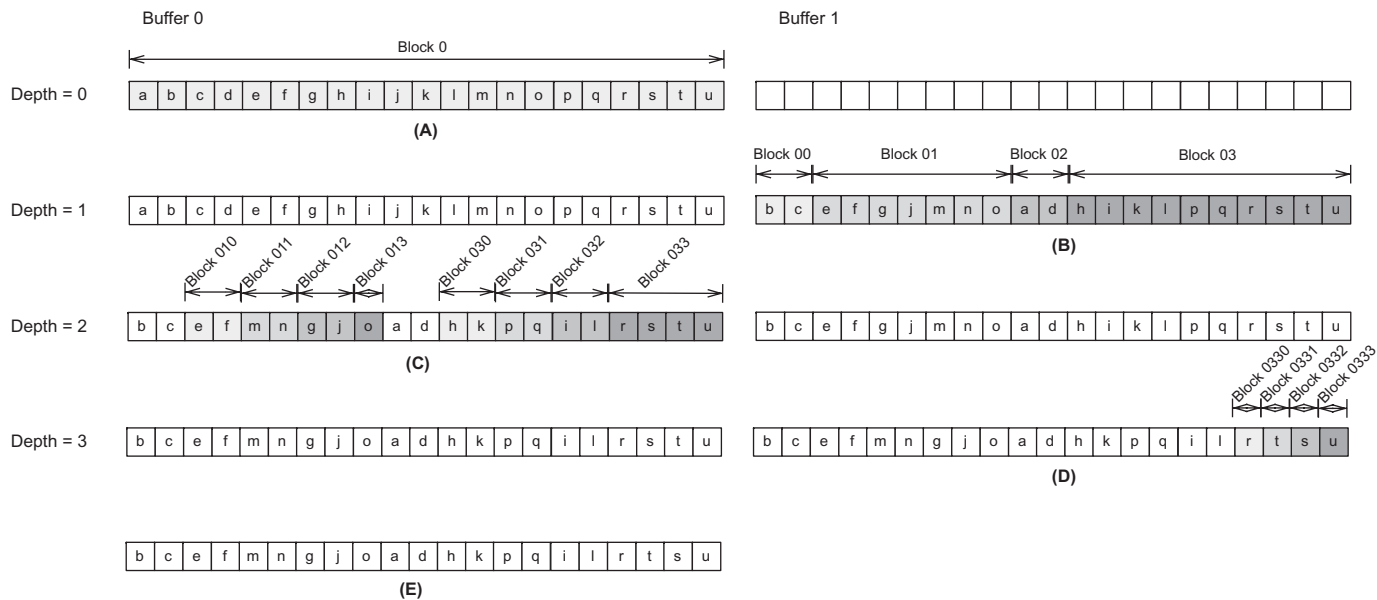 Buffer 0 Buffer 1
Block 0
Depth = 0 a b c d e f g h i j k l m n o p q r s t u
(A)
Block 00 Block 01 Block 02 Block 03
Depth = 1 a b c d e f g h i j k l m n o p q r s t u b c e f g j m n o a d h i k l p q r s t u
(B)
Block 010 Block 011 Block 012 Block 013 Block 030 Block 031 Block 032 Block 033
Depth = 2 b c e f m n g j o a d h k p q i l r s t u b c e f g j m n o a d h i k l p q r s t u
(C)
Block 0330 Block 0331 Block 0332 Block 0333
Depth = 3 b c e f m n g j o a d h k p q i l r s t u b c e f m n g j o a d h k p q i l r t s u
(D)
b c e f m n g j o a d h k p q i l r t s u
(E)